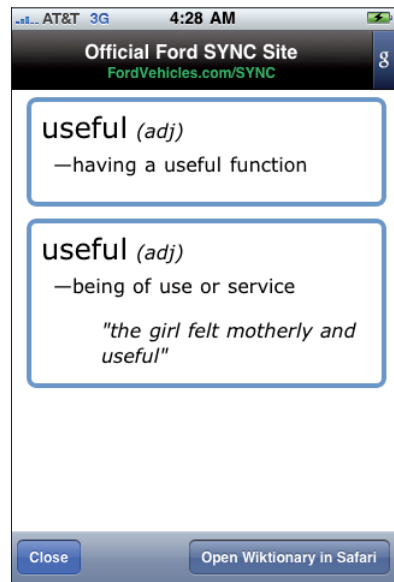 AT&T 3G 4:28 AM
Official Ford SYNC Site
FordVehicles.com/SYNC
g
useful (adj)
—having a useful function
useful (adj)
—being of use or service
"the girl felt motherly and
useful"
Close Open Wiktionary in Safari